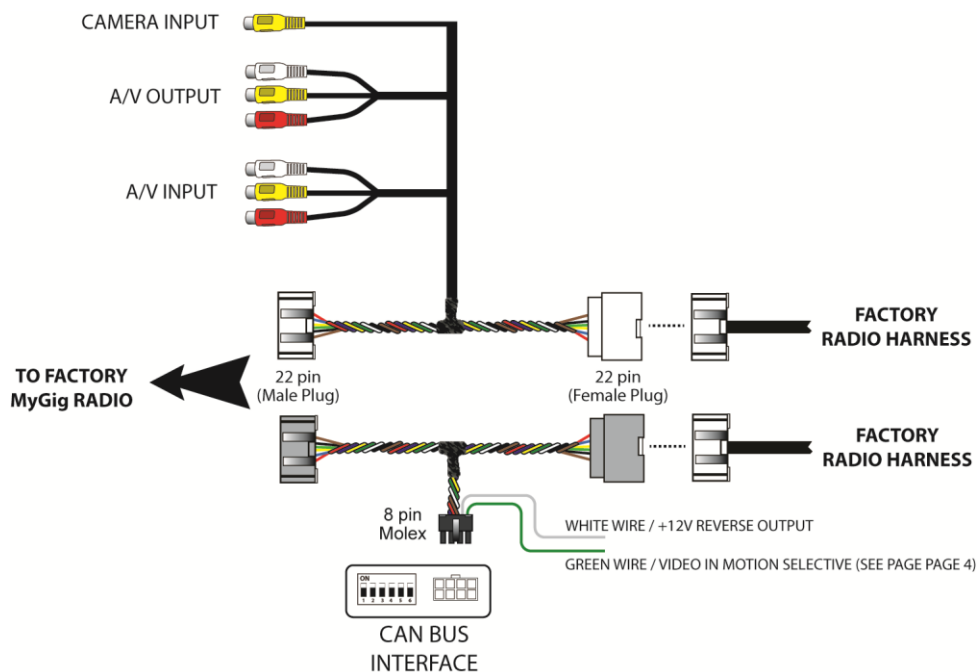 CAMERA INPUT
A/V OUTPUT
A/V INPUT
FACTORY
RADIO HARNESS
TO FACTORY
MyGig RADIO
22 pin
(Male Plug)
22 pin
(Female Plug)
FACTORY
RADIO HARNESS
8 pin
Molex
WHITE WIRE / +12V REVERSE OUTPUT
GREEN WIRE / VIDEO IN MOTION SELECTIVE (SEE PAGE PAGE 4)
ON
1 2 3 4 5 6
CAN BUS
INTERFACE